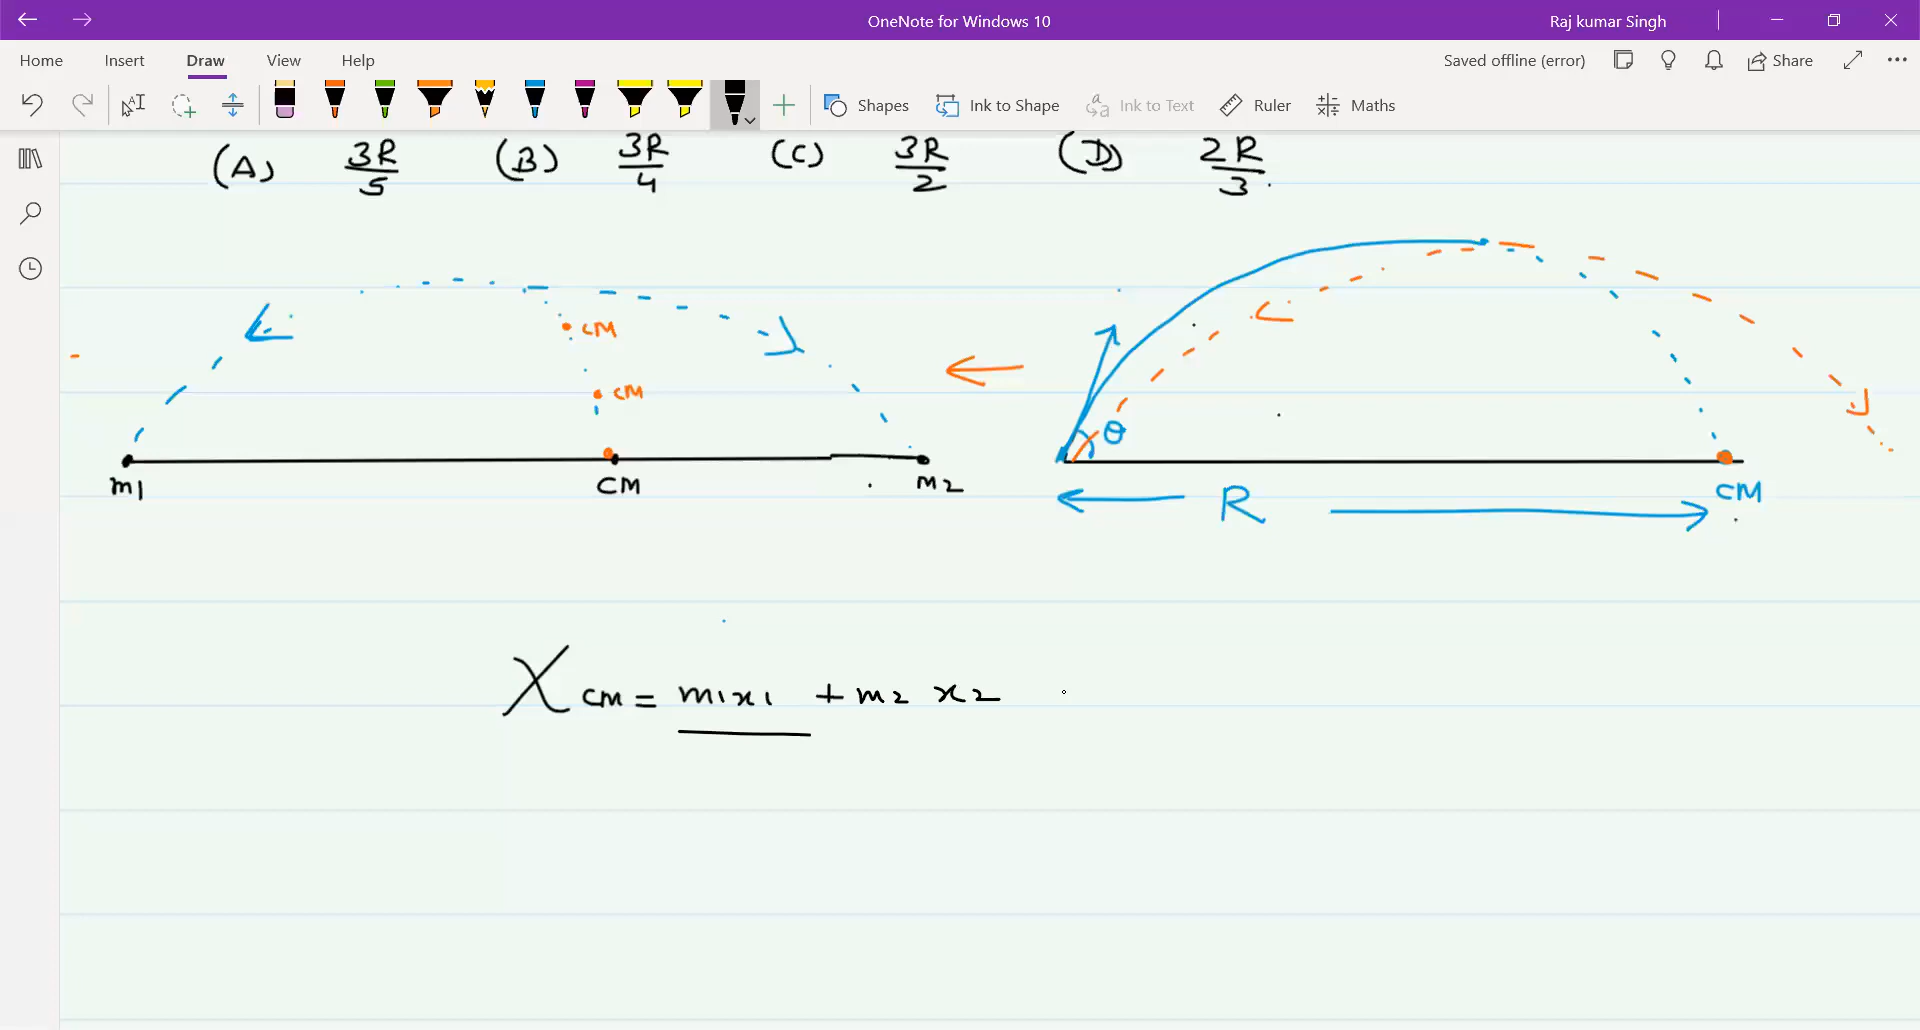 OneNote for Windows 10 Raj kumar Singh
Home Insert Draw View Help Saved offline (error) Share
Shapes Ink to Shape Ink to Text Ruler Maths
(A) 3R/5 (B) 3R/4 (C) 3R/2 (D) 2R/3
CM
CM
θ
m1 CM m2 CM
R
X CM = m1x1 + m2 x2